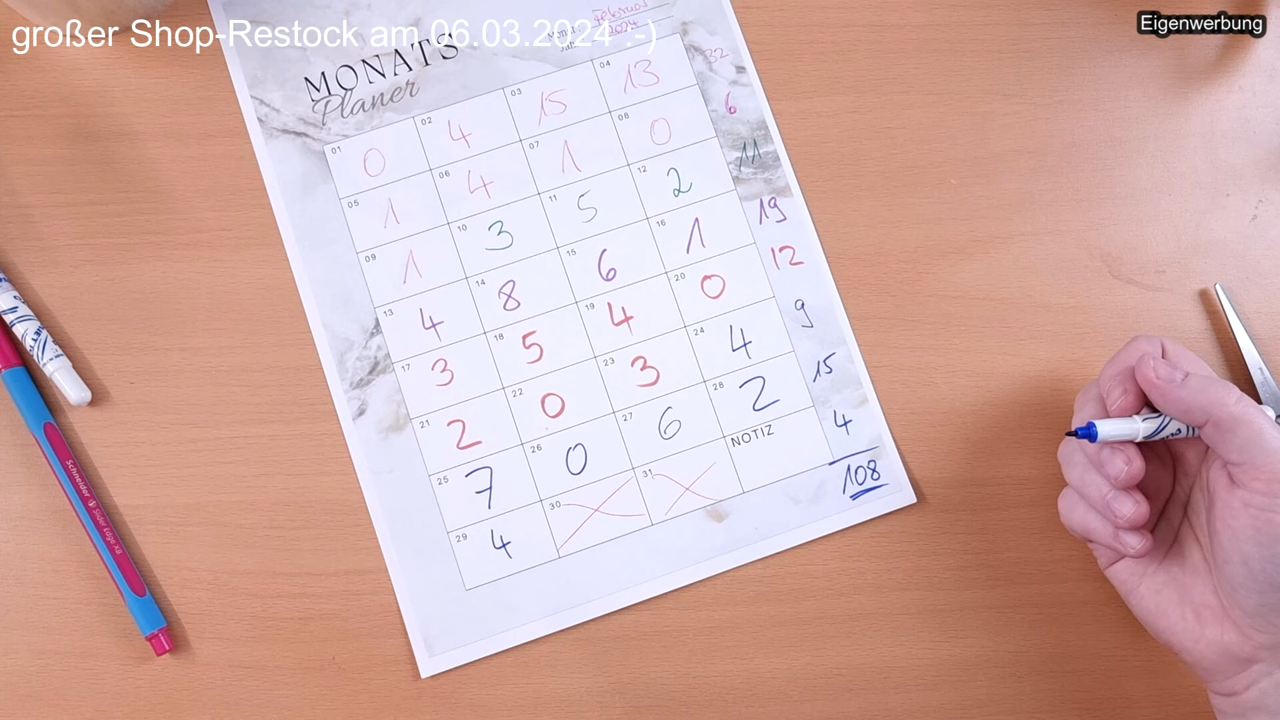 großer Shop-Restock am 06.03.2024 :-)
Eigenwerbung
MONATS
Planer
Februar
2024
01 0 02 4 03 15 04 13 32
05 1 06 4 07 1 08 0 6
09 1 10 3 11 5 12 2 11
13 4 14 8 15 6 16 1 19
17 3 18 5 19 4 20 0 12
21 2 22 0 23 3 24 4 9
25 7 26 0 27 6 28 2 15
29 4 30 31 NOTIZ 4
108
Schneider Slider Edge XB